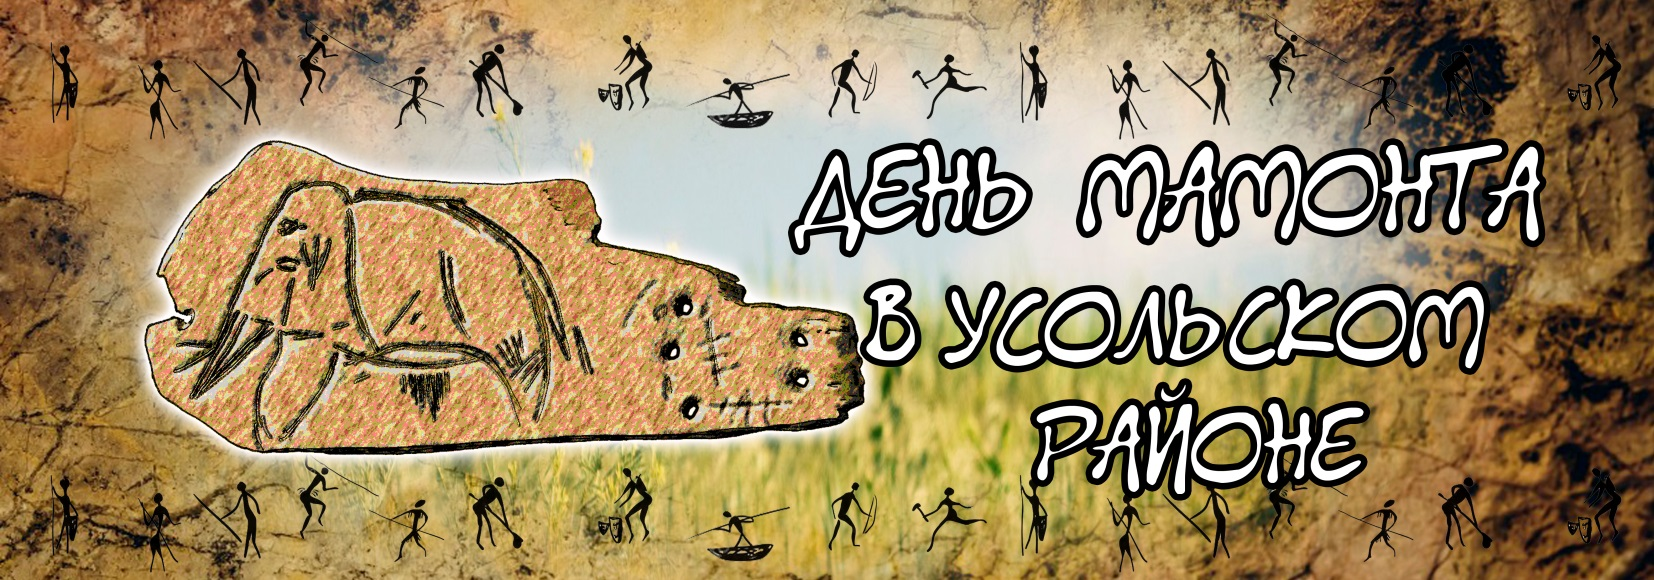 ДЕНЬ МАМОНТА
В УСОЛЬСКОМ
РАЙОНЕ